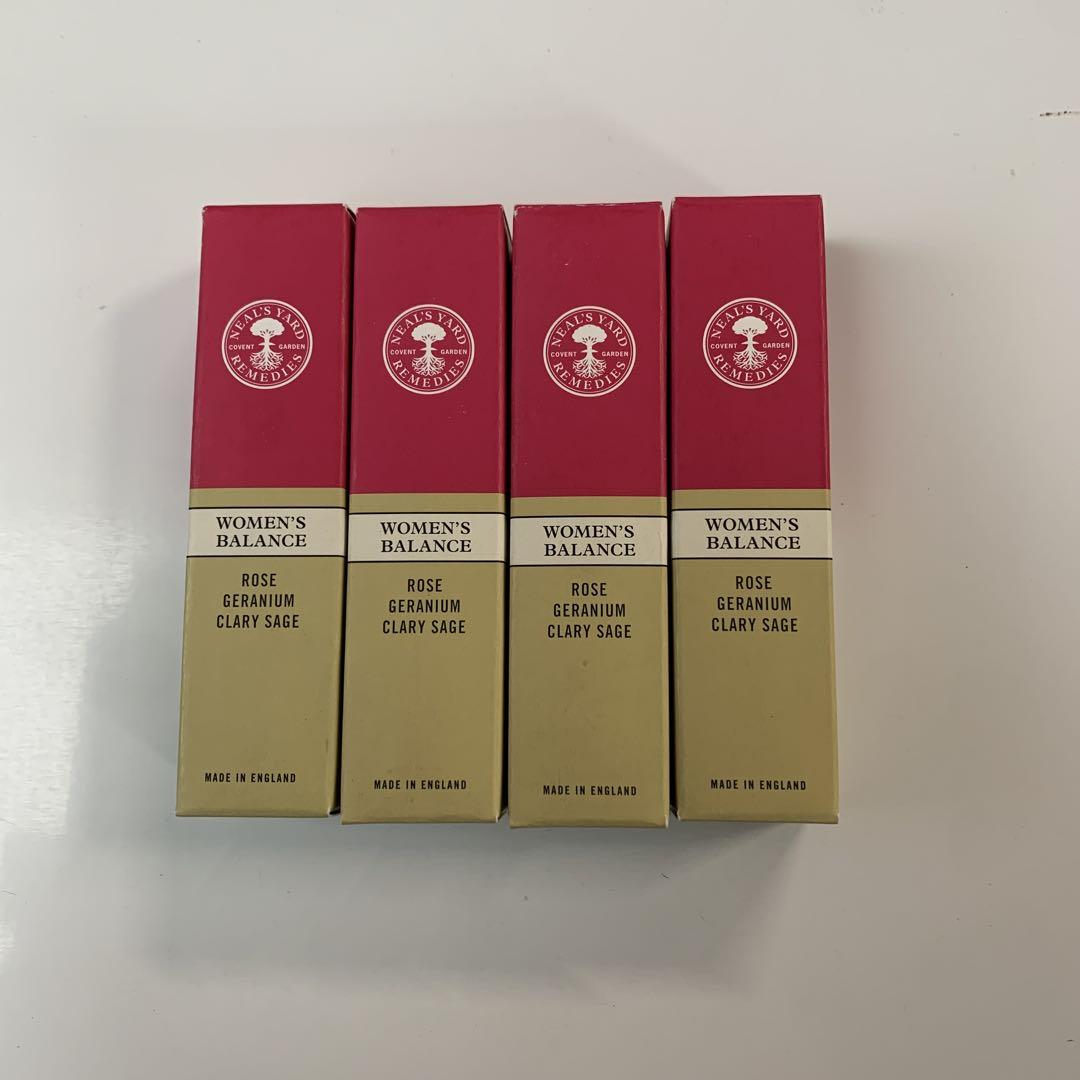 NEAL'S YARD
COVENT GARDEN
REMEDIES
WOMEN'S
BALANCE
ROSE
GERANIUM
CLARY SAGE
MADE IN ENGLAND
NEAL'S YARD
COVENT GARDEN
REMEDIES
WOMEN'S
BALANCE
ROSE
GERANIUM
CLARY SAGE
MADE IN ENGLAND
NEAL'S YARD
COVENT GARDEN
REMEDIES
WOMEN'S
BALANCE
ROSE
GERANIUM
CLARY SAGE
MADE IN ENGLAND
NEAL'S YARD
COVENT GARDEN
REMEDIES
WOMEN'S
BALANCE
ROSE
GERANIUM
CLARY SAGE
MADE IN ENGLAND